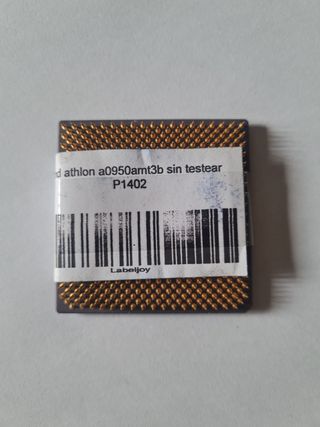 d athlon a0950amt3b sin testear
P1402
Labeljoy